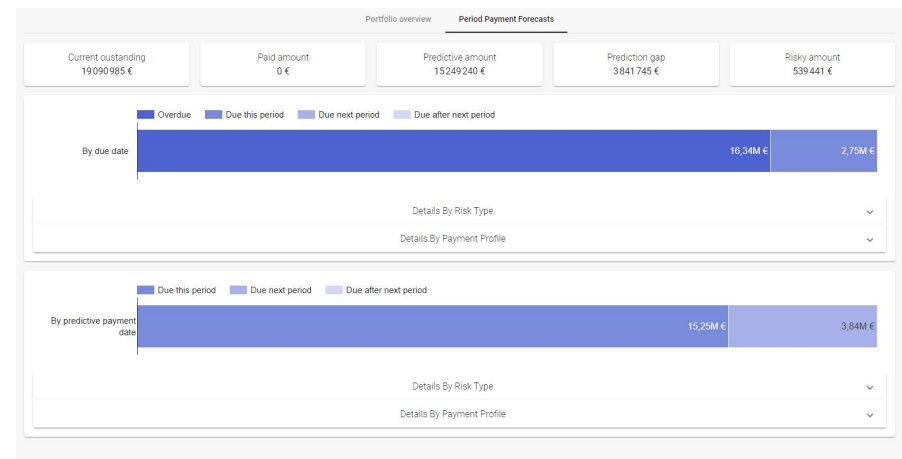 Portfolio overview Period Payment Forecasts
Current oustanding Paid amount Predictive amount Prediction gap Risky amount
19 090 985 € 0 € 15 249 240 € 3 841 745 € 539 441 €
Overdue Due this period Due next period Due after next period
By due date 16,34M € 2,75M €
Details By Risk Type
Details By Payment Profile
Due this period Due next period Due after next period
By predictive payment
date
15,25M € 3,84M €
Details By Risk Type
Details By Payment Profile